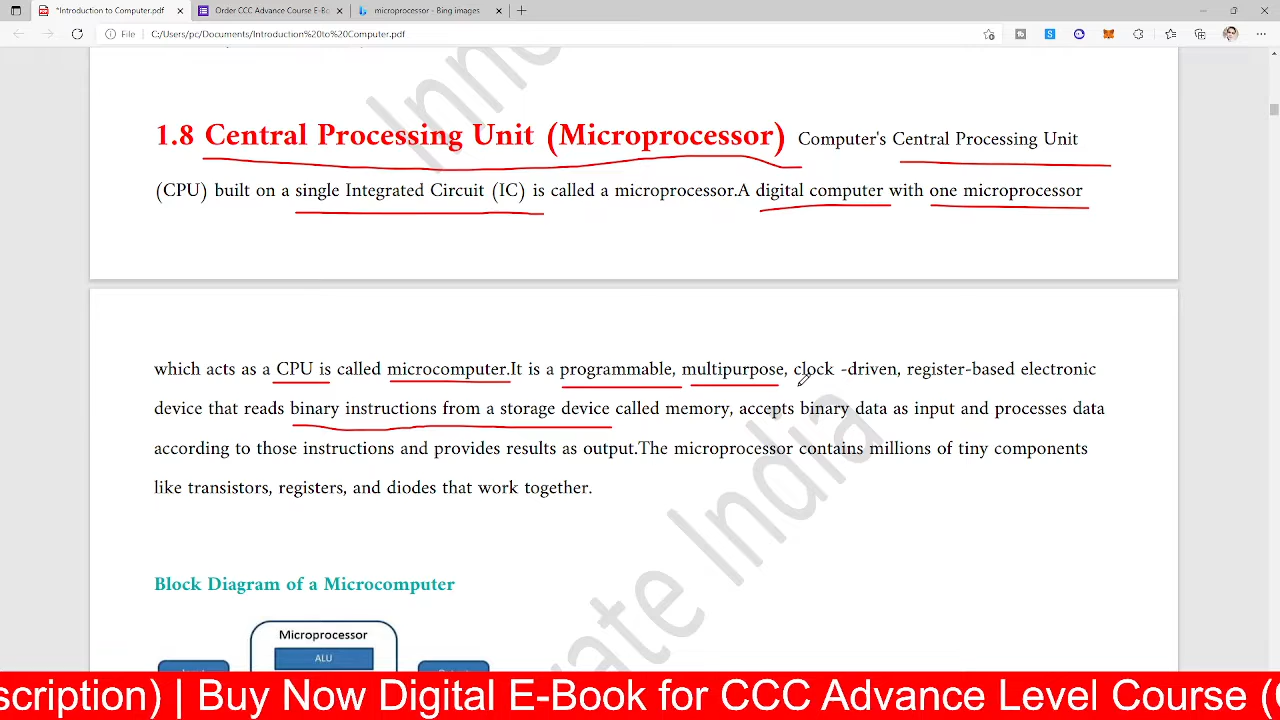 *Introduction to Computer.pdf
Order CCC Advance Course E-Bo
microprocessor - Bing images
File
C:/Users/pc/Documents/Introduction%20to%20Computer.pdf
1.8 Central Processing Unit (Microprocessor) Computer's Central Processing Unit
(CPU) built on a single Integrated Circuit (IC) is called a microprocessor.A digital computer with one microprocessor
which acts as a CPU is called microcomputer.It is a programmable, multipurpose, clock -driven, register-based electronic
device that reads binary instructions from a storage device called memory, accepts binary data as input and processes data
according to those instructions and provides results as output.The microprocessor contains millions of tiny components
like transistors, registers, and diodes that work together.
Block Diagram of a Microcomputer
Microprocessor
ALU
scription) | Buy Now Digital E-Book for CCC Advance Level Course (